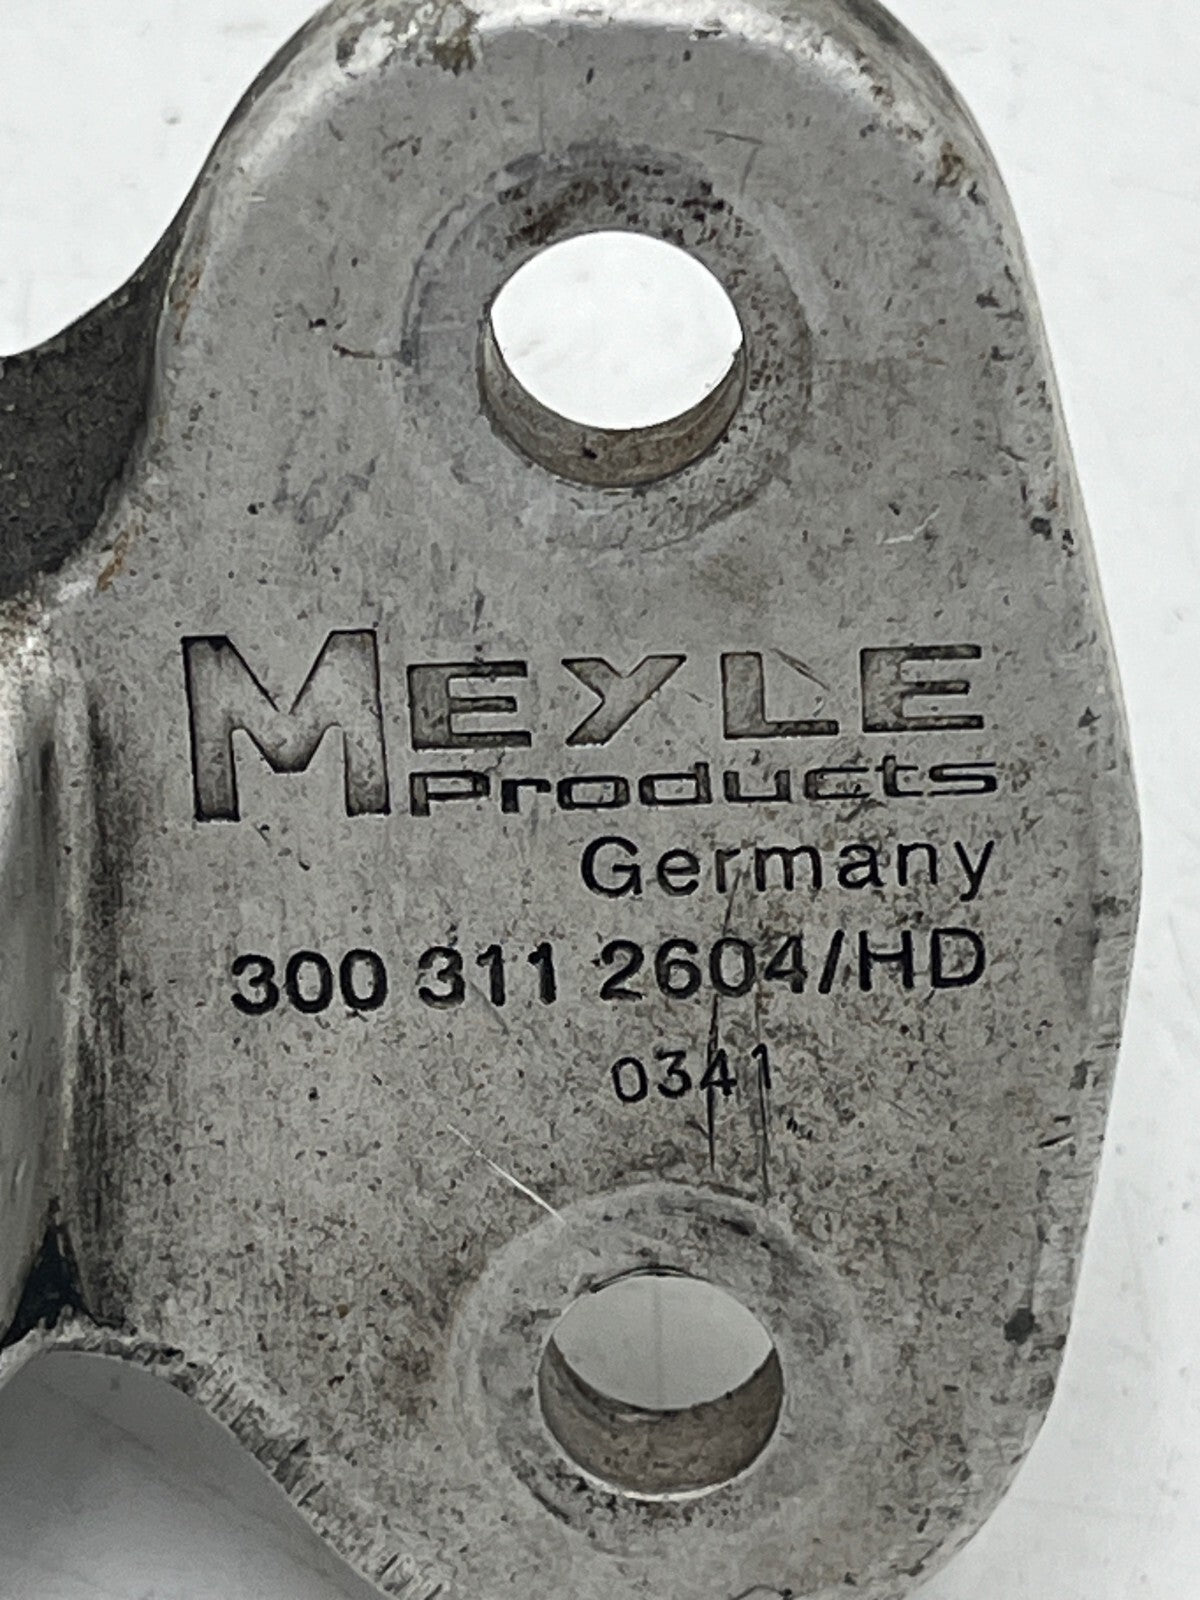 MEYLE
Products
Germany
300 311 2604/HD
0341